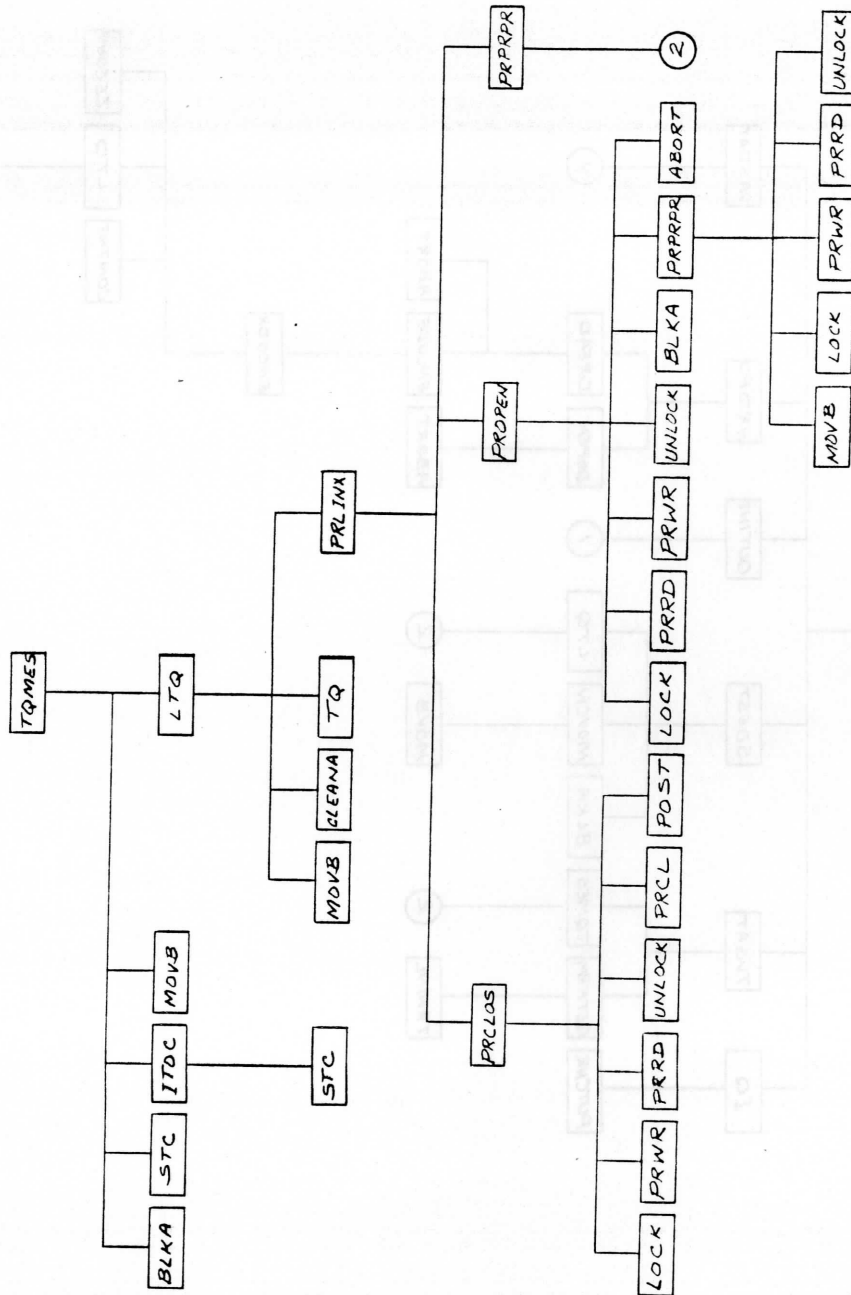 TQMES
BLKA
STC
ITOC
MOVB
LTQ
STC
MOVB
CLEANA
TQ
PRLINX
PRCLOS
PROPEN
PRPRPR
LOCK
PRWR
PRRD
UNLOCK
PRCL
POST
LOCK
PRRD
PRWR
UNLOCK
BLKA
PRPRPR
ABORT
2
MOVB
LOCK
PRWR
PRRD
UNLOCK